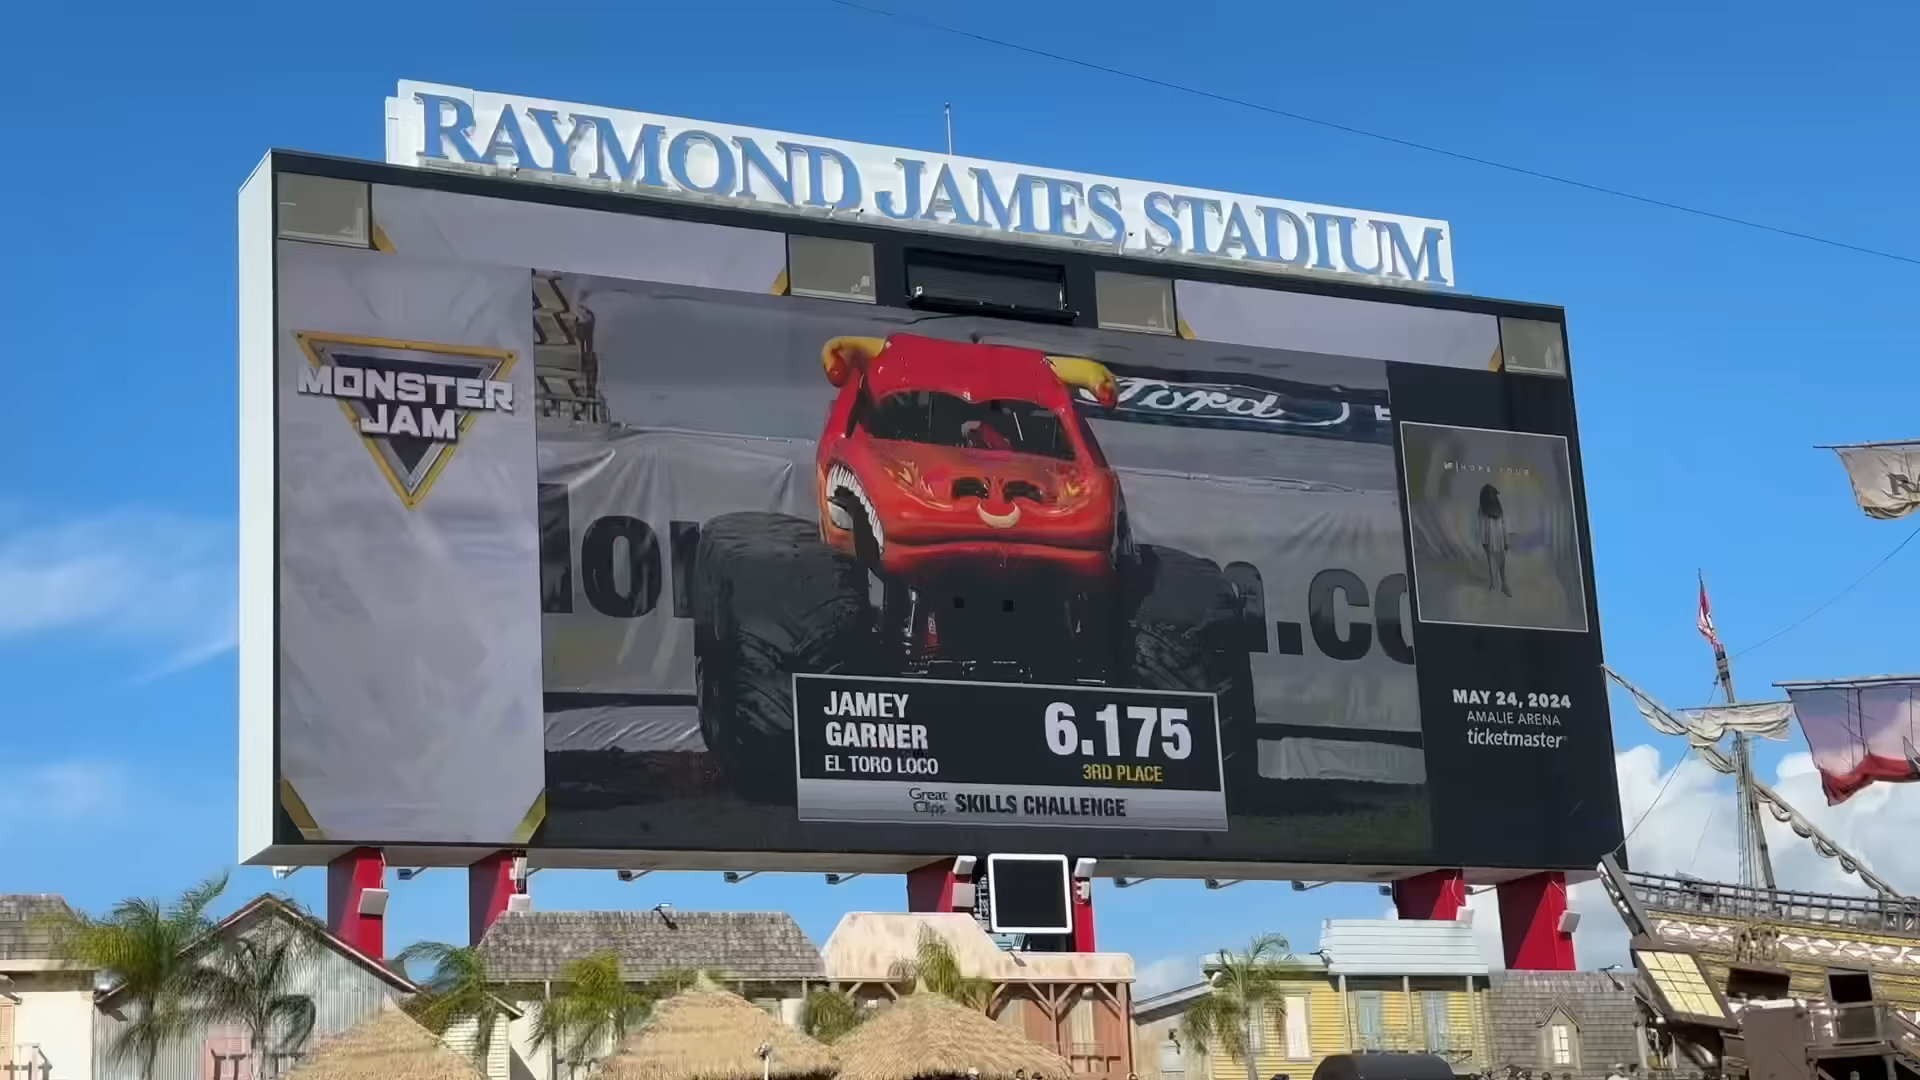 RAYMOND JAMES STADIUM
MONSTER
JAM
Ford
HOPE TOUR
JAMEY
GARNER
EL TORO LOCO
6.175
3RD PLACE
Great
Clips
SKILLS CHALLENGE
MAY 24, 2024
AMALIE ARENA
ticketmaster